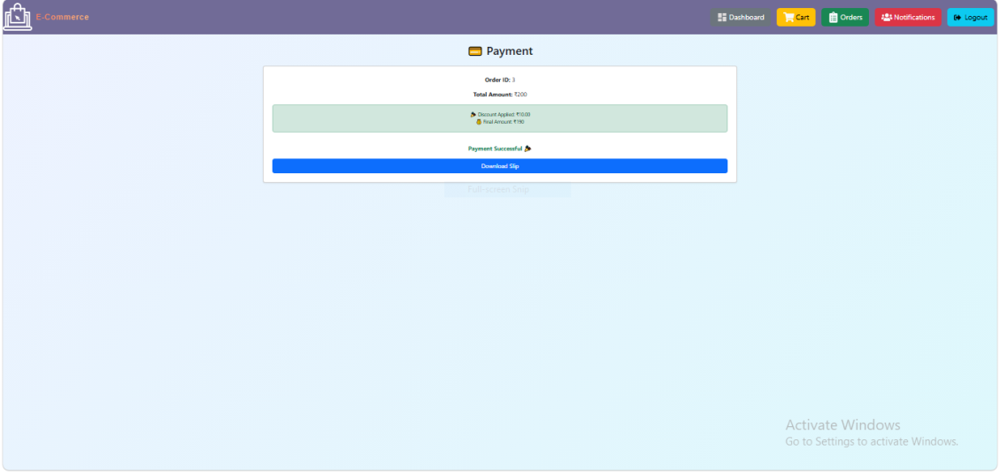 E-Commerce
Dashboard
Cart
Orders
Notifications
Logout
Payment
Order ID: 3
Total Amount: ₹200
Discount Applied: ₹10.00
Final Amount: ₹190
Payment Successful
Download Slip
Full-screen Snip
Activate Windows
Go to Settings to activate Windows.